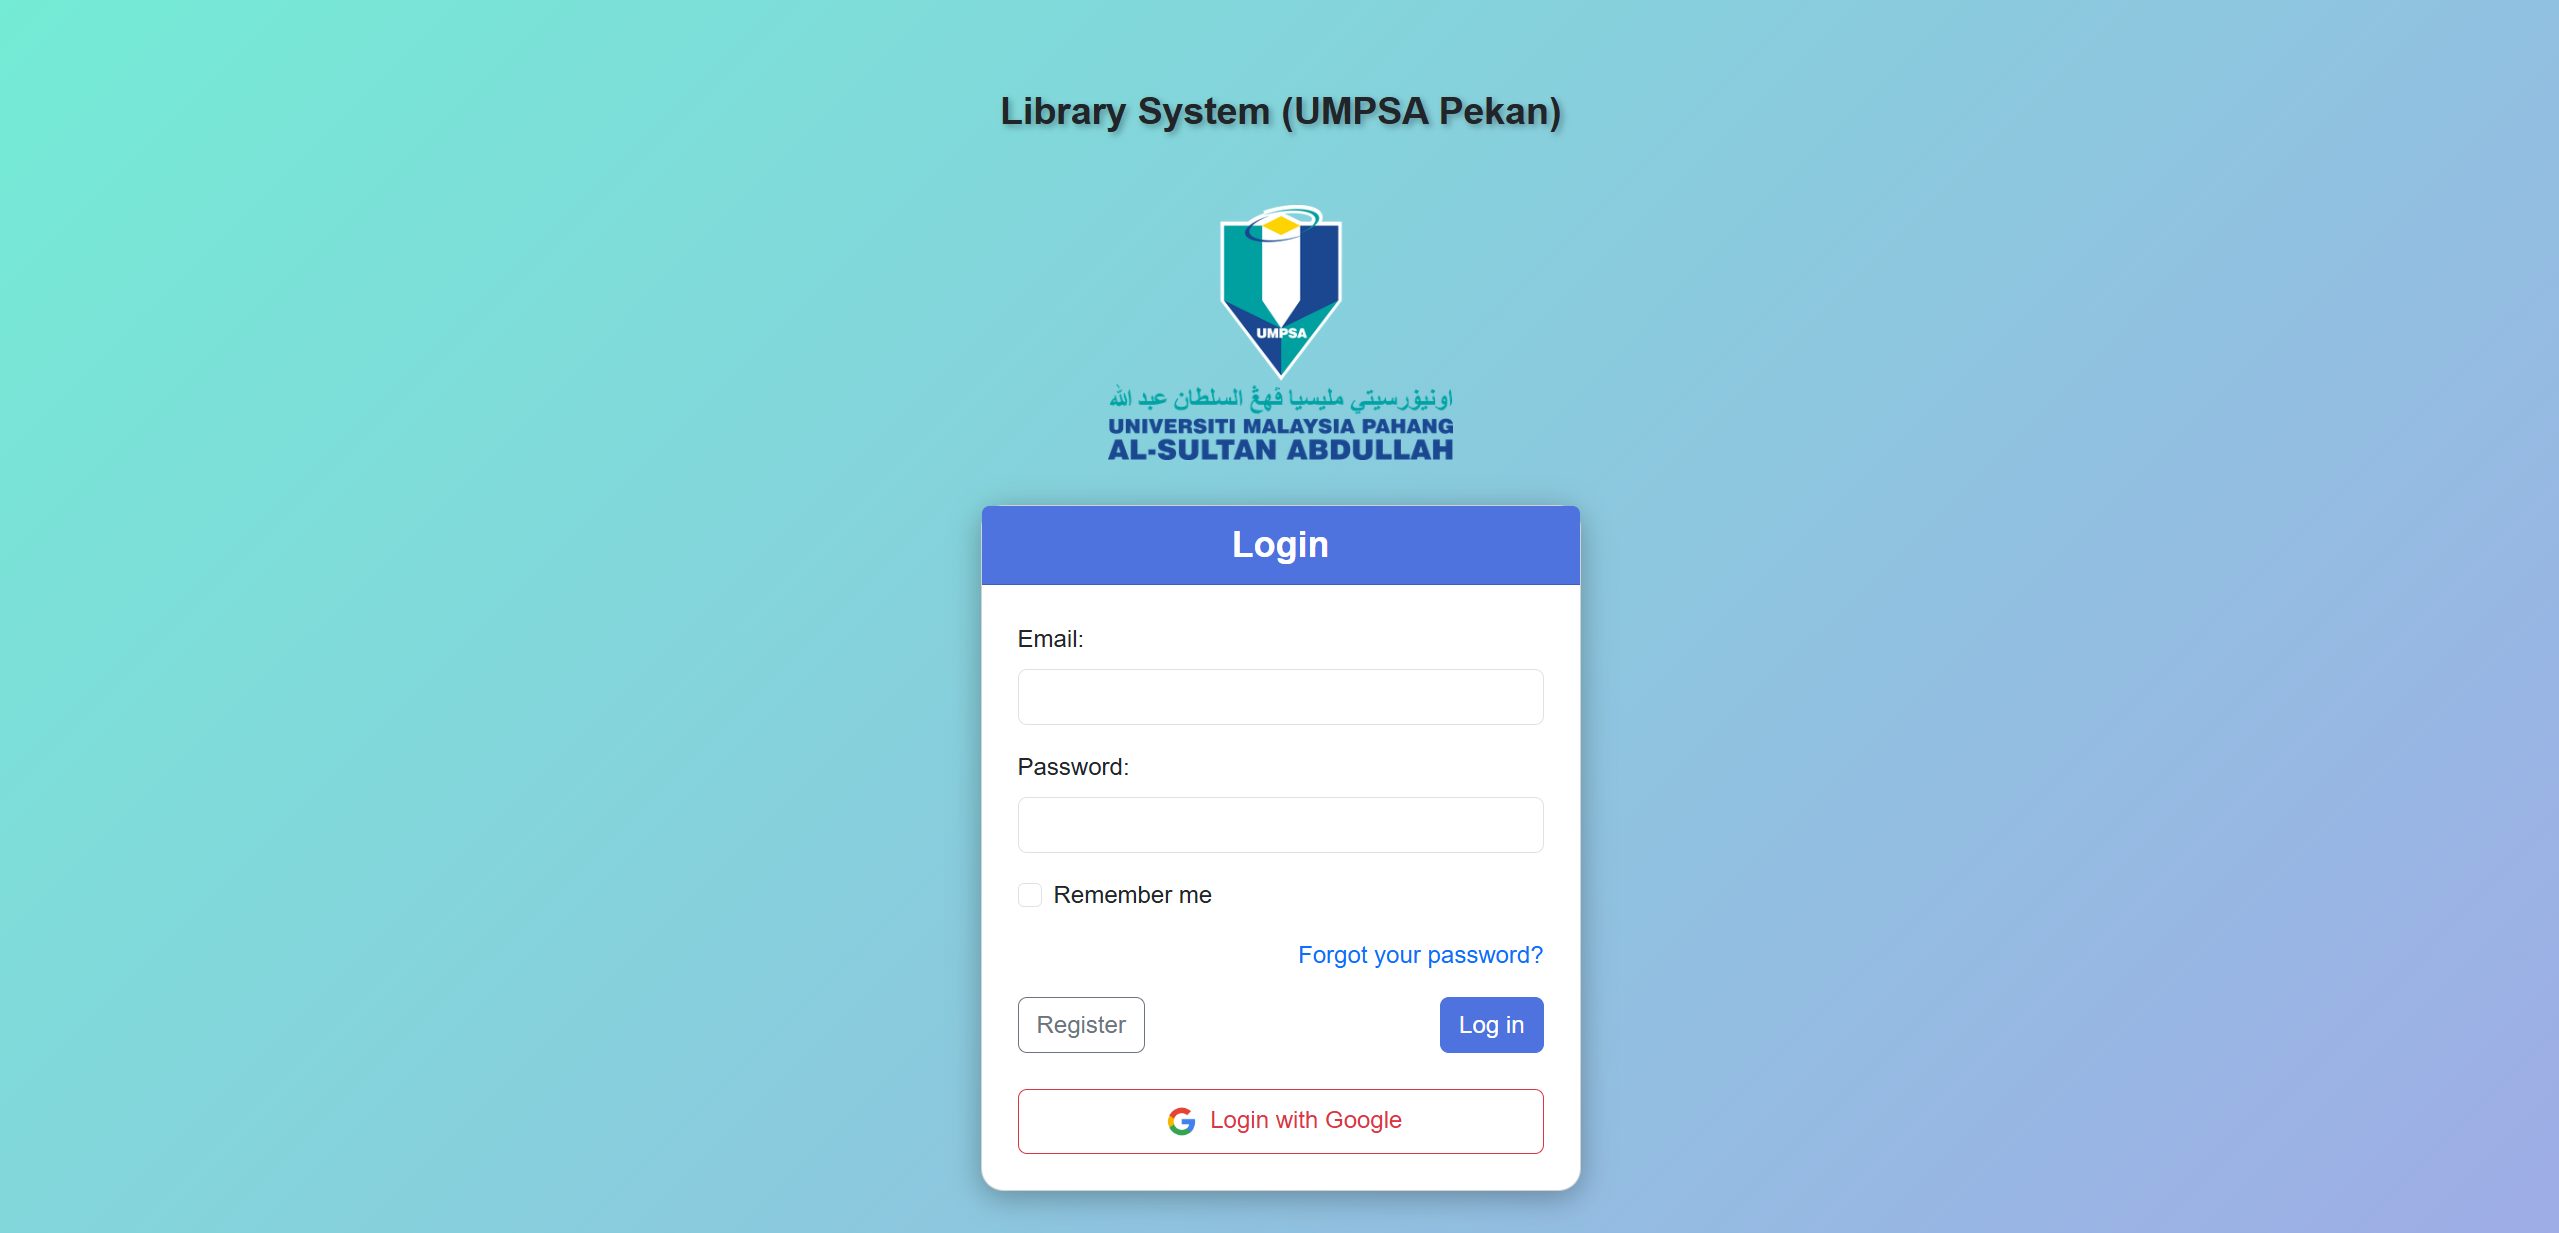 Library System (UMPSA Pekan)
UMPSA
اونيۏرسيتي مليسيا ڤهڠ السلطان عبد الله
UNIVERSITI MALAYSIA PAHANG
AL-SULTAN ABDULLAH
Login
Email:
Password:
Remember me
Forgot your password?
Register
Log in
Login with Google